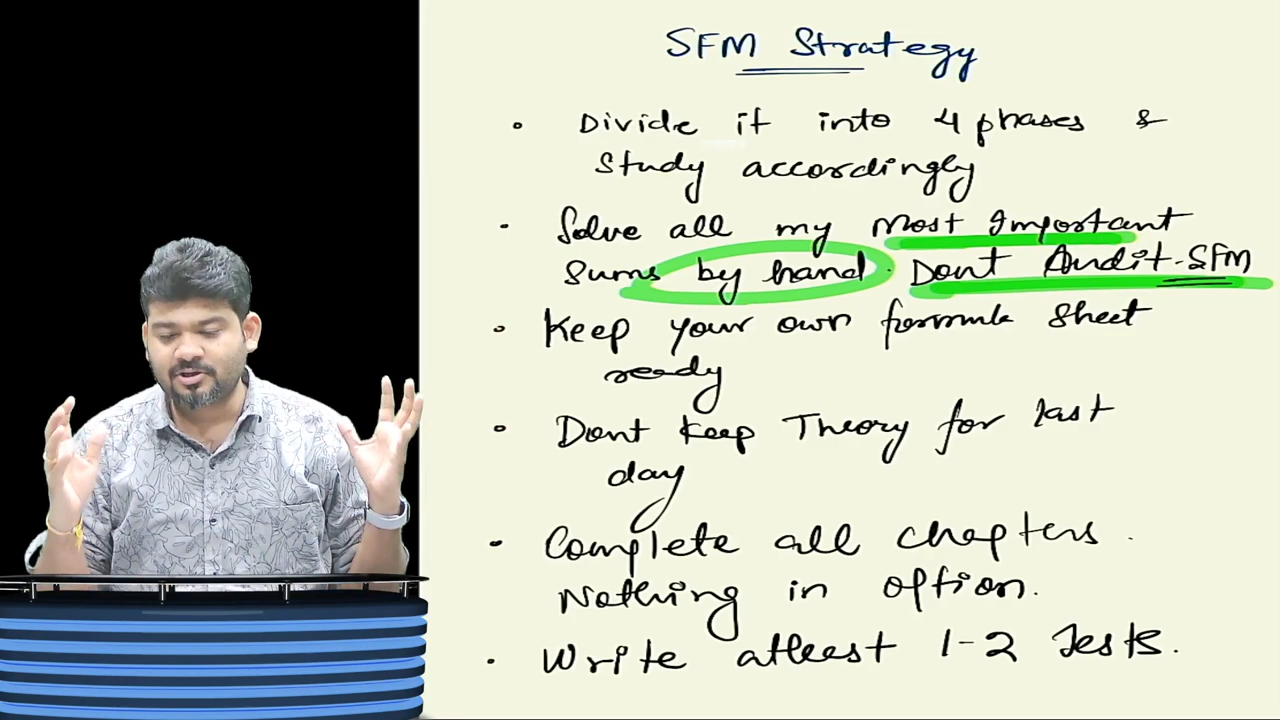 SFM Strategy
• Divide it into 4 phases &
study accordingly
• Solve all my Most Important
Sums by hand. Dont Audit-SFM
• Keep your own formula Sheet
ready
• Dont Keep Theory for last
day
• Complete all chapters.
Nothing in option.
• Write atleast 1-2 Tests.